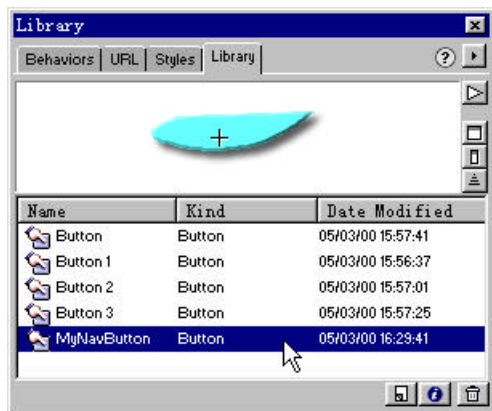 Library
Behaviors URL Styles Library ?
Name Kind Date Modified
Button Button 05/03/00 15:57:41
Button 1 Button 05/03/00 15:56:37
Button 2 Button 05/03/00 15:57:01
Button 3 Button 05/03/00 15:57:25
MyNavButton Button 05/03/00 16:29:41